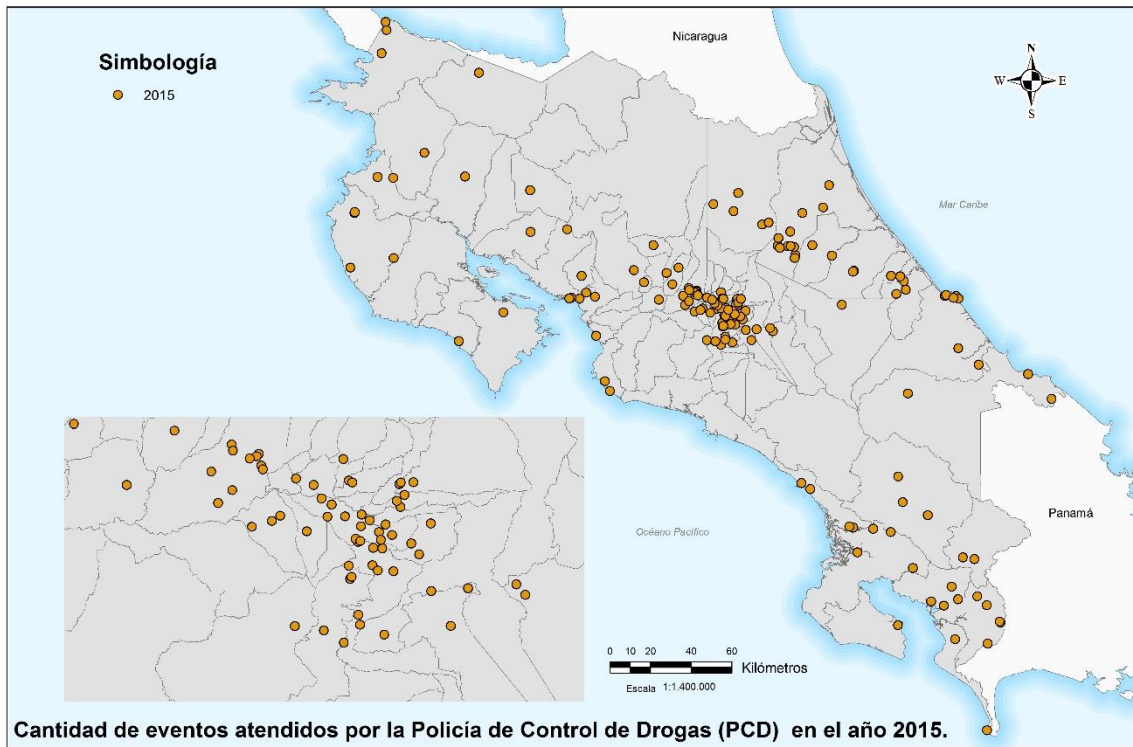 Nicaragua
Simbología
2015
N
W E
S
Mar Caribe
Panamá
Océano Pacífico
0 10 20 40 60
Kilómetros
Escala 1:1.400.000
Cantidad de eventos atendidos por la Policía de Control de Drogas (PCD) en el año 2015.